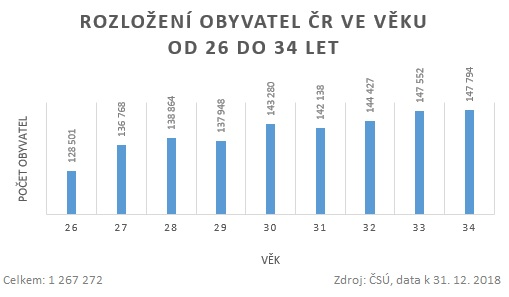 ROZLOŽENÍ OBYVATEL ČR VE VĚKU
OD 26 DO 34 LET
POČET OBYVATEL
128 501
136 768
138 864
137 948
143 280
142 138
144 427
147 552
147 794
26 27 28 29 30 31 32 33 34
VĚK
Celkem: 1 267 272
Zdroj: ČSÚ, data k 31. 12. 2018